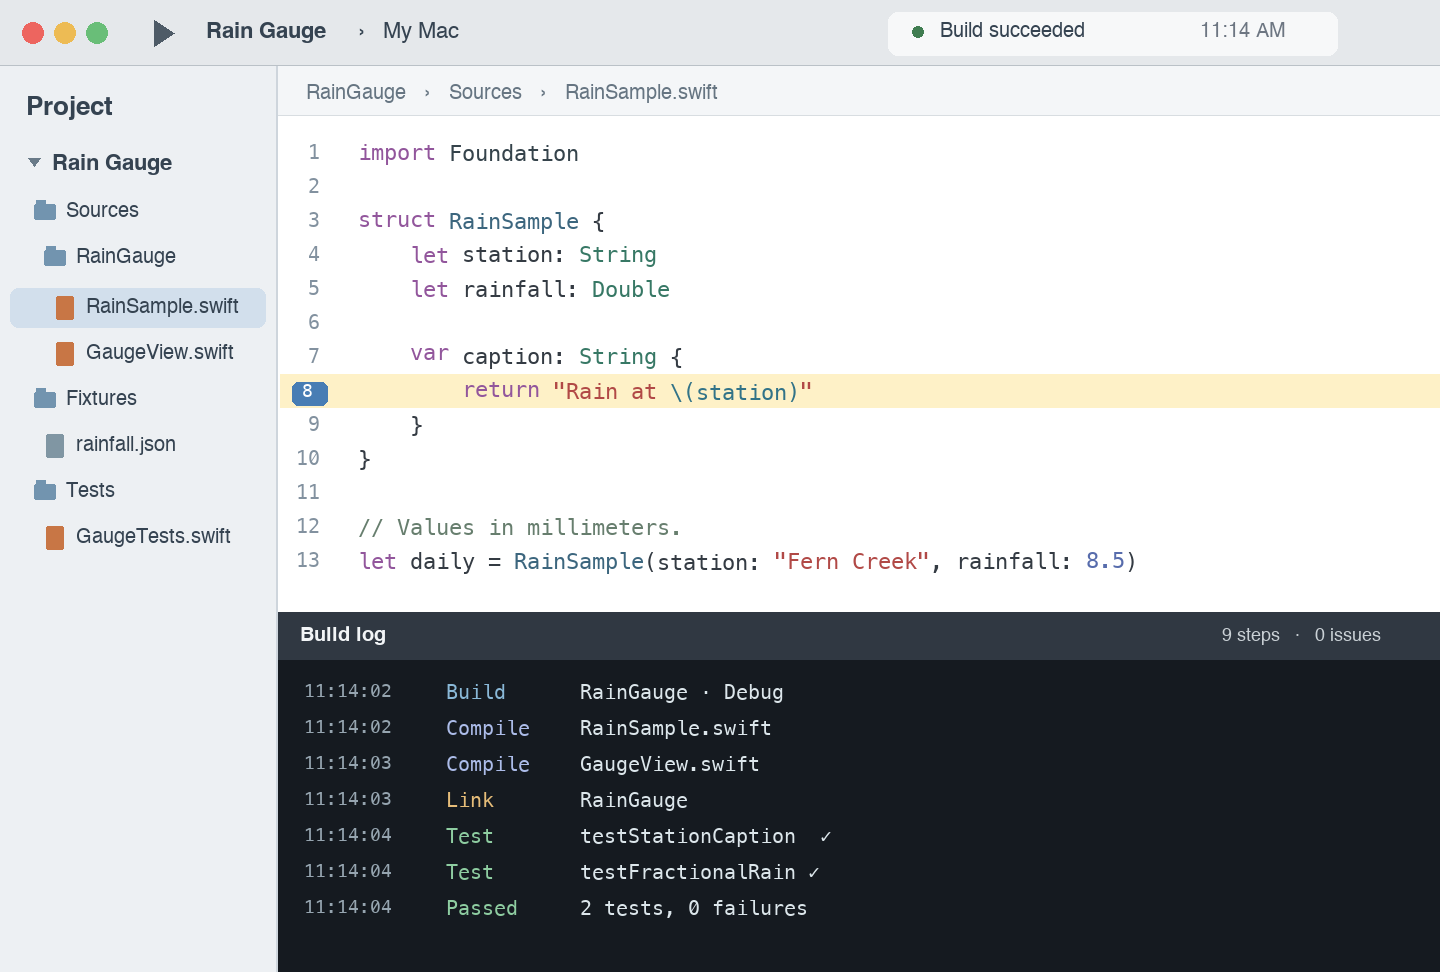 Rain Gauge › My Mac
Build succeeded 11:14 AM
Project
Rain Gauge
Sources
RainGauge
RainSample.swift
GaugeView.swift
Fixtures
rainfall.json
Tests
GaugeTests.swift
RainGauge › Sources › RainSample.swift
1 import Foundation
2
3 struct RainSample {
4     let station: String
5     let rainfall: Double
6
7     var caption: String {
8         return "Rain at \(station)"
9     }
10 }
11
12 // Values in millimeters.
13 let daily = RainSample(station: "Fern Creek", rainfall: 8.5)
Build log 9 steps · 0 issues
11:14:02 Build RainGauge · Debug
11:14:02 Compile RainSample.swift
11:14:03 Compile GaugeView.swift
11:14:03 Link RainGauge
11:14:04 Test testStationCaption ✓
11:14:04 Test testFractionalRain ✓
11:14:04 Passed 2 tests, 0 failures